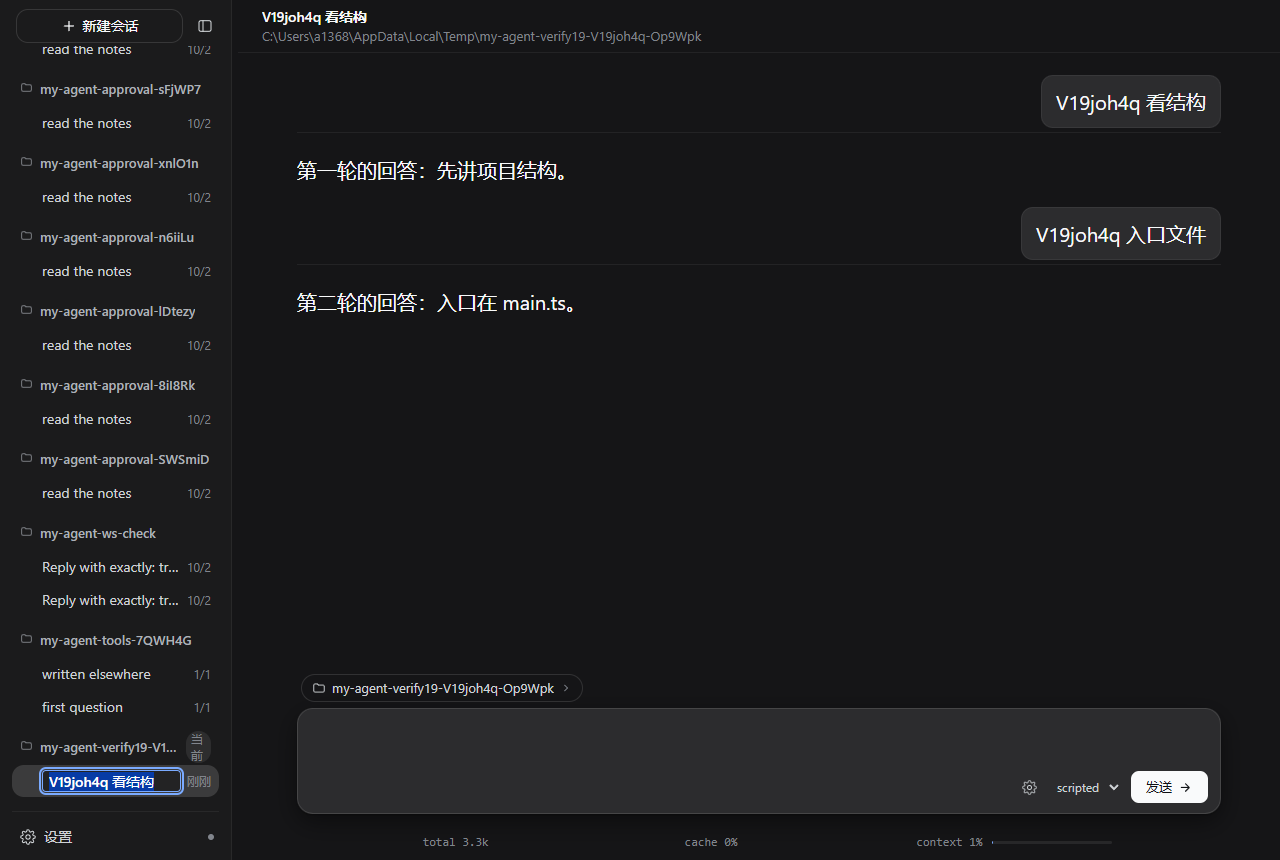 新建会话
read the notes 10/2
my-agent-approval-sFjWP7
read the notes 10/2
my-agent-approval-xnlO1n
read the notes 10/2
my-agent-approval-n6iiLu
read the notes 10/2
my-agent-approval-lDtezy
read the notes 10/2
my-agent-approval-8iI8Rk
read the notes 10/2
my-agent-approval-SWSmiD
read the notes 10/2
my-agent-ws-check
Reply with exactly: tr... 10/2
Reply with exactly: tr... 10/2
my-agent-tools-7QWH4G
written elsewhere 1/1
first question 1/1
my-agent-verify19-V1... 当前
V19joh4q 看结构 刚刚
设置
V19joh4q 看结构
C:\Users\a1368\AppData\Local\Temp\my-agent-verify19-V19joh4q-Op9Wpk
V19joh4q 看结构
第一轮的回答：先讲项目结构。
V19joh4q 入口文件
第二轮的回答：入口在 main.ts。
my-agent-verify19-V19joh4q-Op9Wpk
scripted 发送
total 3.3k cache 0% context 1%